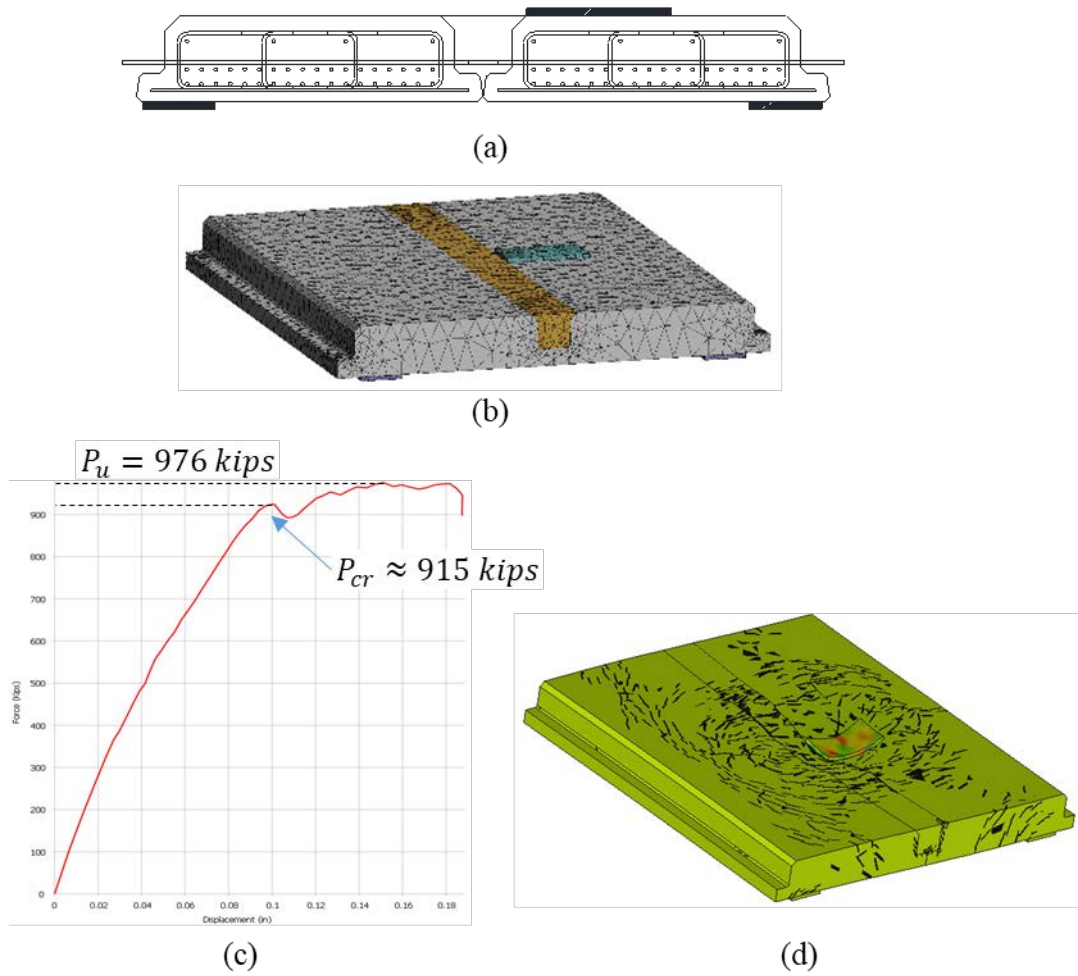 (a)
(b)
P_u = 976 kips
P_cr ≈ 915 kips
900
800
700
600
500
400
300
200
100
0
Force (Kips)
0 0.02 0.04 0.06 0.08 0.1 0.12 0.14 0.16 0.18
Displacement (in)
(c)
(d)